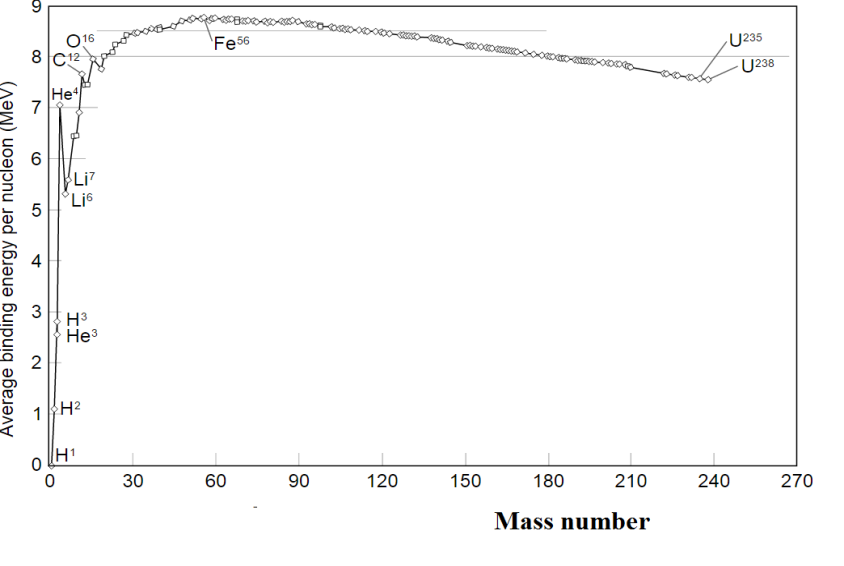 Average binding energy per nucleon (MeV)
9
8
7
6
5
4
3
2
1
0
O¹⁶
C¹²
He⁴
Fe⁵⁶
U²³⁵
U²³⁸
Li⁷
Li⁶
H³
He³
H²
H¹
0 30 60 90 120 150 180 210 240 270
Mass number